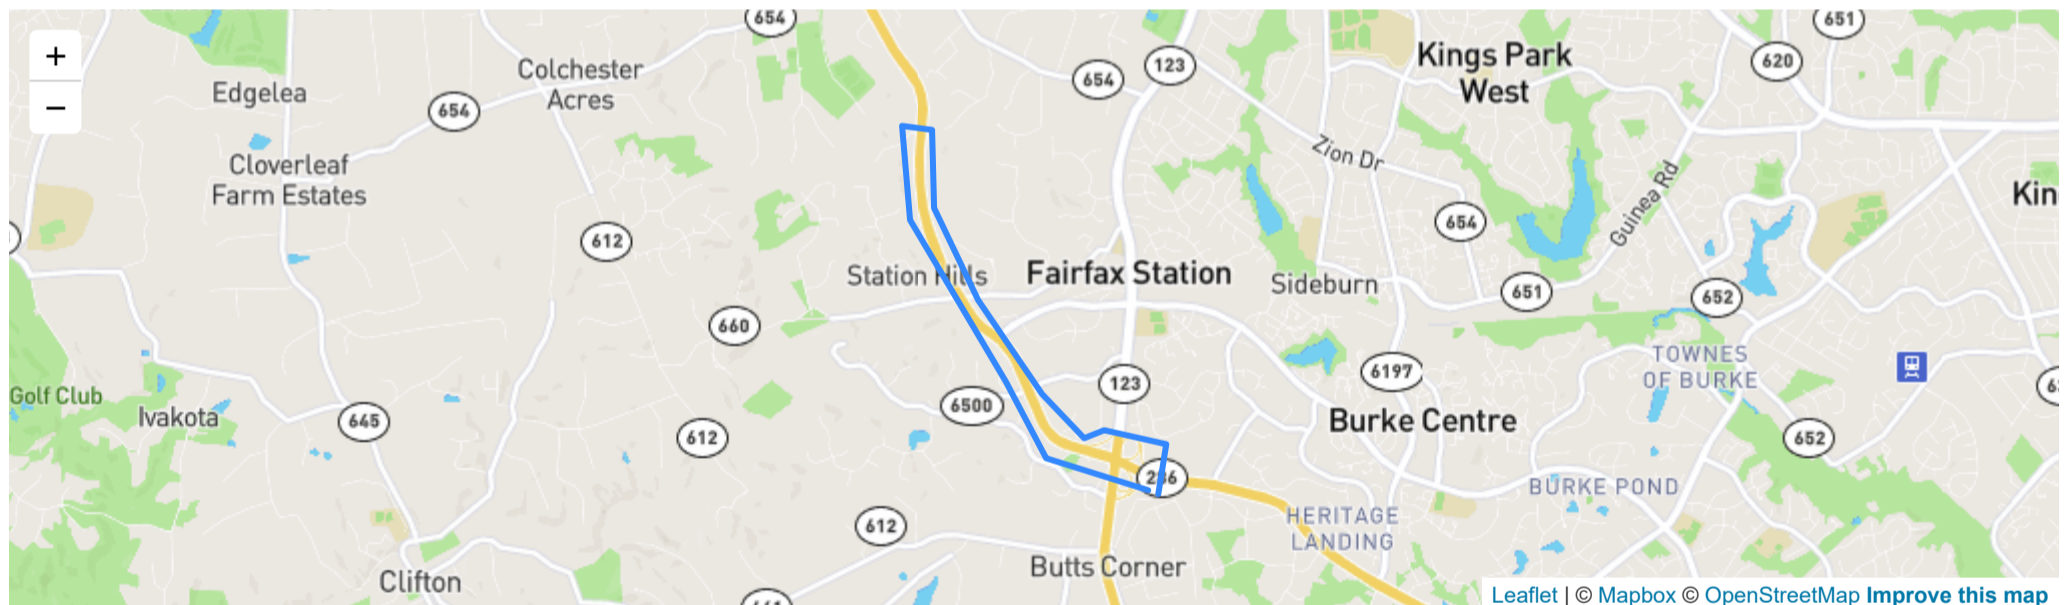 +
−
654
651
Kings Park
West
620
123
654
Colchester
Acres
Edgelea
654
Zion Dr
Cloverleaf
Farm Estates
Guinea Rd
Kin
612
654
Station Hills
Fairfax Station
Sideburn
651
652
660
TOWNES
OF BURKE
6197
123
Golf Club
Ivakota
6500
645
Burke Centre
612
652
236
BURKE POND
HERITAGE
LANDING
612
Butts Corner
Clifton
Leaflet | © Mapbox © OpenStreetMap Improve this map